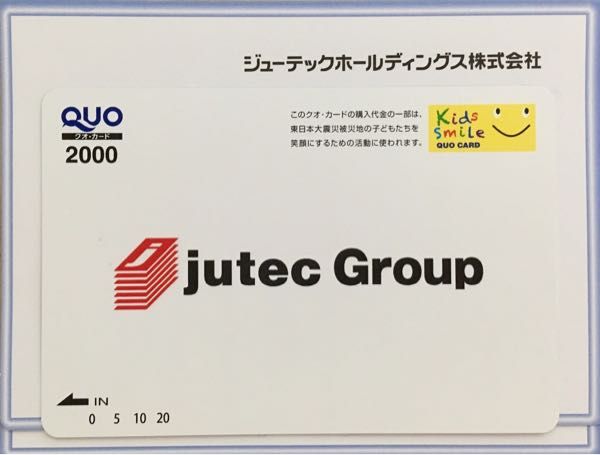 ジューテックホールディングス株式会社
QUO
クオ・カード
2000
このクオ・カードの購入代金の一部は、
東日本大震災被災地の子どもたちを
笑顔にするための活動に使われます。
Kids
Smile
QUO CARD
jutec Group
IN
0 5 10 20